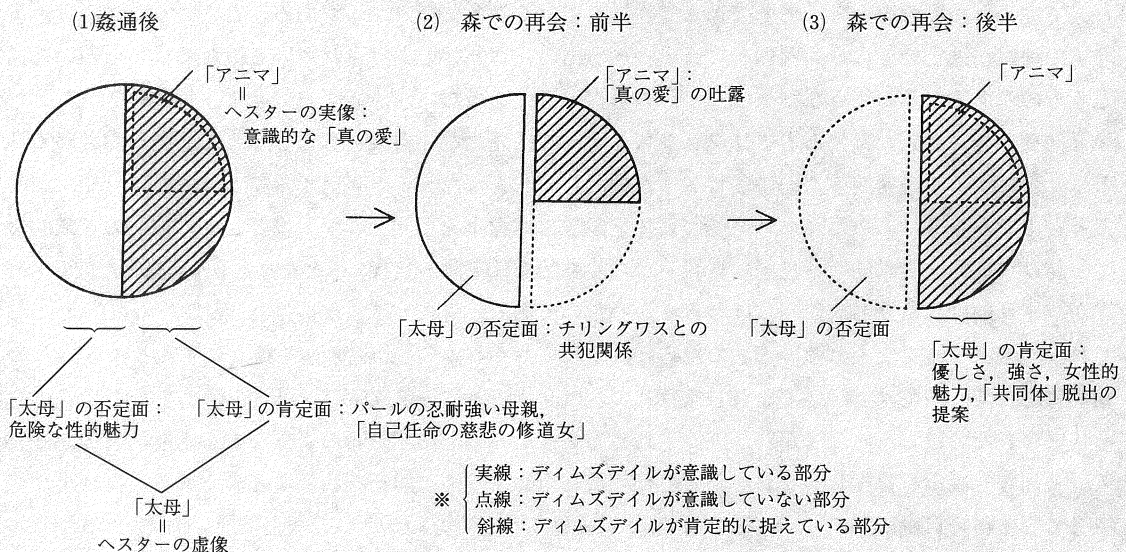 (1)姦通後
「アニマ」
॥
ヘスターの実像：
意識的な「真の愛」
「太母」の否定面：
危険な性的魅力
「太母」の肯定面：パールの忍耐強い母親，
「自己任命の慈悲の修道女」
「太母」
॥
ヘスターの虚像
(2) 森での再会：前半
「アニマ」：
「真の愛」の吐露
「太母」の否定面：チリングワスとの
共犯関係
(3) 森での再会：後半
「アニマ」
「太母」の否定面
「太母」の肯定面：
優しさ，強さ，女性的
魅力，「共同体」脱出の
提案
※
実線：ディムズデイルが意識している部分
点線：ディムズデイルが意識していない部分
斜線：ディムズデイルが肯定的に捉えている部分